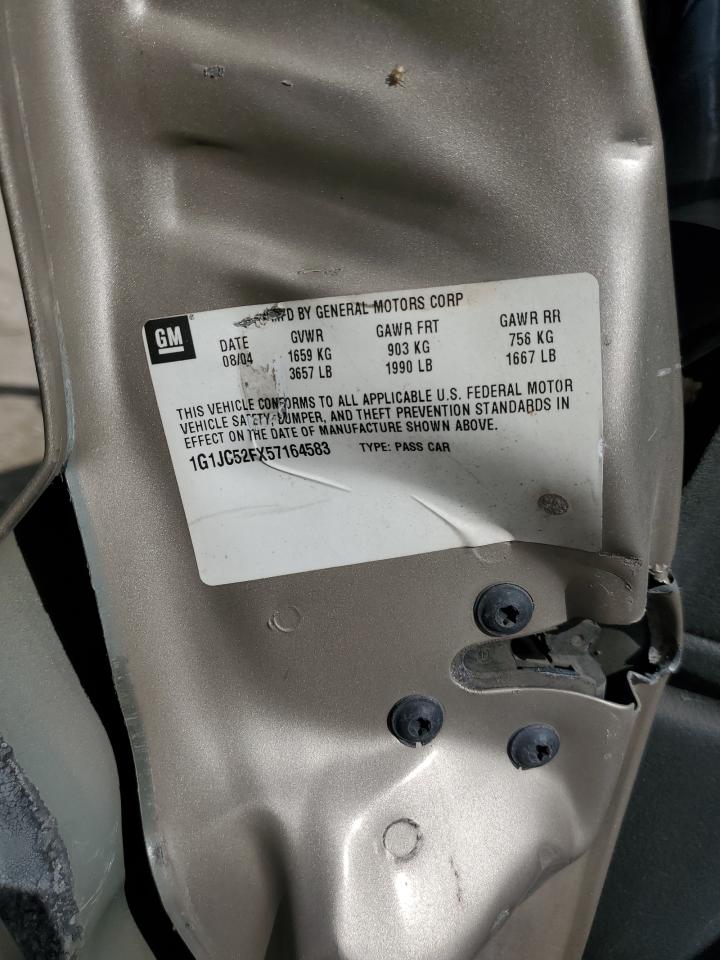 GM
MFD BY GENERAL MOTORS CORP
DATE GVWR GAWR FRT GAWR RR
08/04 1659 KG 903 KG 756 KG
3657 LB 1990 LB 1667 LB
THIS VEHICLE CONFORMS TO ALL APPLICABLE U.S. FEDERAL MOTOR
VEHICLE SAFETY, BUMPER, AND THEFT PREVENTION STANDARDS IN
EFFECT ON THE DATE OF MANUFACTURE SHOWN ABOVE.
1G1JC52FX57164583 TYPE: PASS CAR